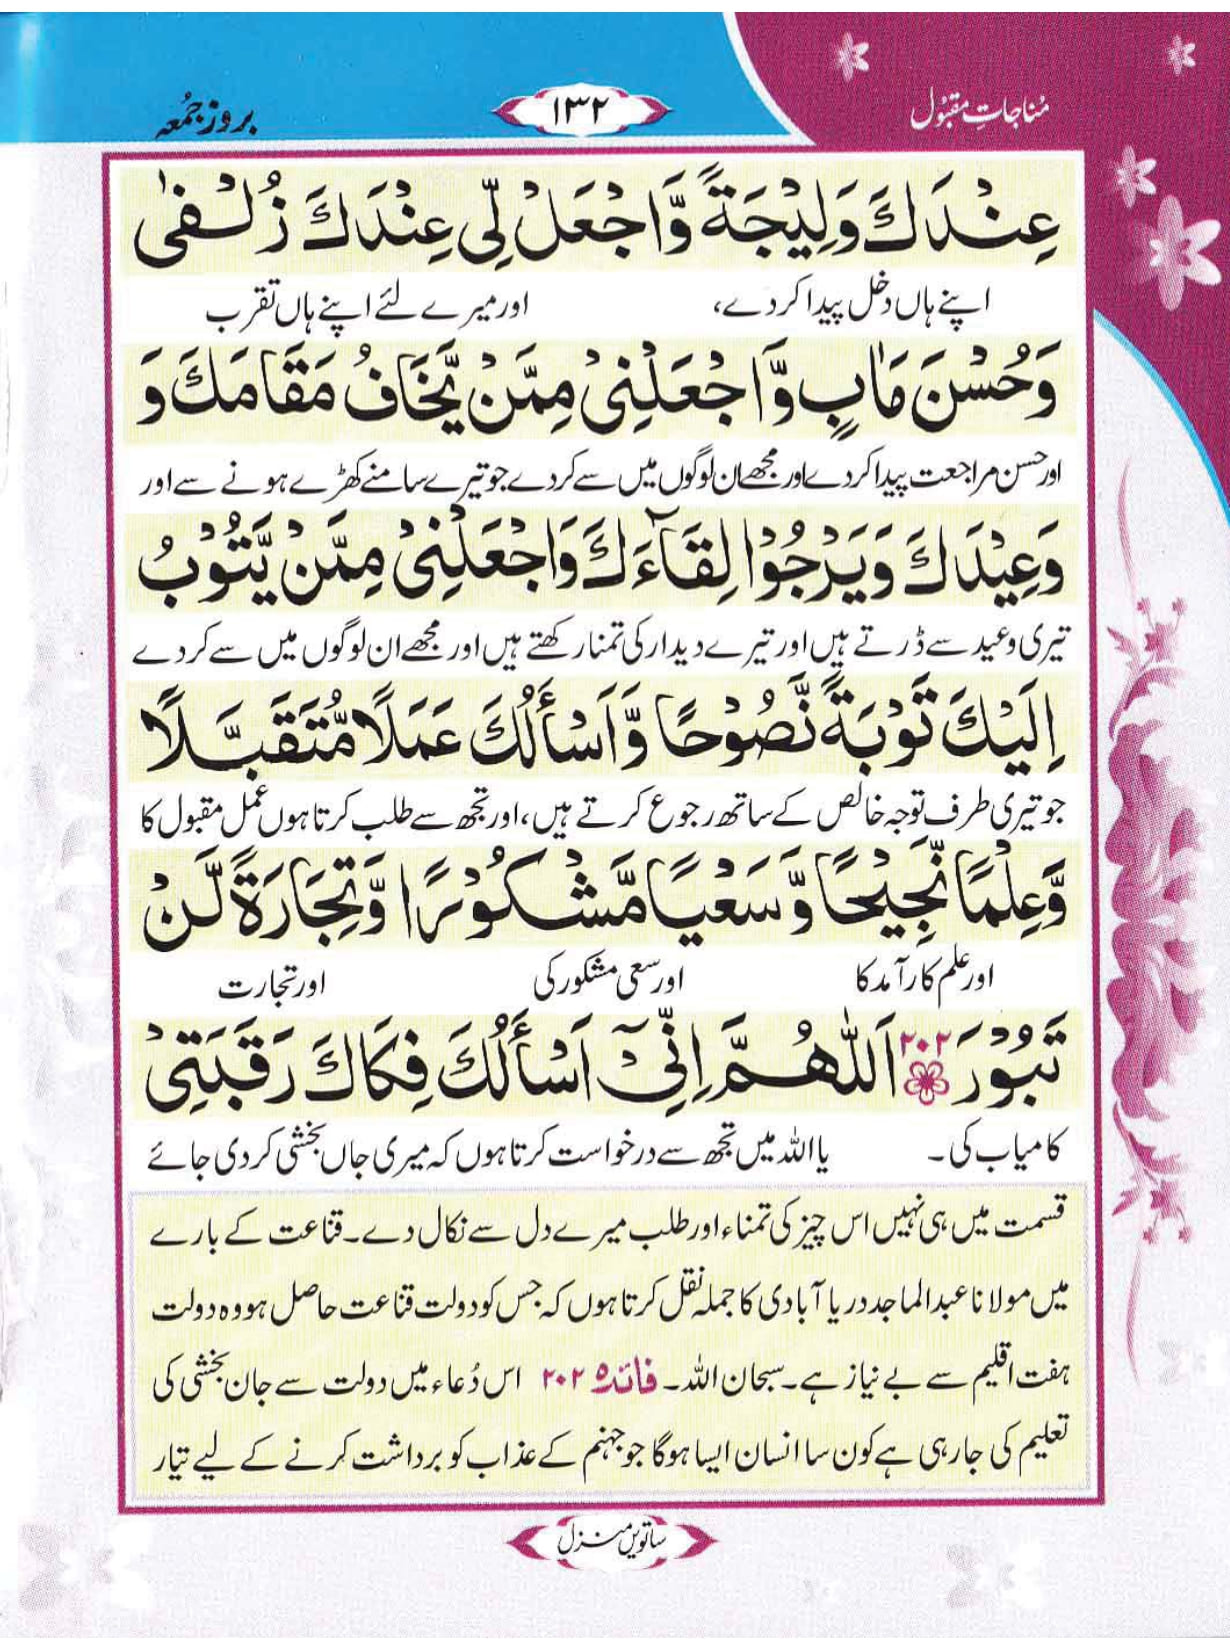 مُناجاتِ مقبُول
۱۳۲
بروز جُمعہ
عِنْدَكَ وَلِيْجَةً وَّاجْعَلْ لِّی عِنْدَكَ زُلْفٰی
اپنے ہاں دخل پیدا کر دے، اور میرے لئے اپنے ہاں تقرب
وَحُسْنَ مَاٰبٍ وَّاجْعَلْنِیْ مِمَّنْ يَّخَافُ مَقَامَكَ وَ
اور حسن مراجعت پیدا کر دے اور مجھے ان لوگوں میں سے کر دے جو تیرے سامنے کھڑے ہونے سے اور
وَعِيْدَكَ وَيَرْجُوْا لِقَآءَكَ وَاجْعَلْنِیْ مِمَّنْ يَّتُوْبُ
تیری وعید سے ڈرتے ہیں اور تیرے دیدار کی تمنا رکھتے ہیں اور مجھے ان لوگوں میں سے کر دے
اِلَيْكَ تَوْبَةً نَّصُوْحًا وَّاَسْأَلُكَ عَمَلًا مُّتَقَبَّلًا
جو تیری طرف توجہ خالص کے ساتھ رجوع کرتے ہیں، اور تجھ سے طلب کرتا ہوں عمل مقبول کا
وَّعِلْمًا نَّجِيْحًا وَّسَعْيًا مَّشْكُوْرًا وَّتِجَارَةً لَّنْ
اور علم کارآمد کا اور سعی مشکور کی اور تجارت
تَبُوْرَ ۲۰۲ اَللّٰهُمَّ اِنِّیْٓ اَسْأَلُكَ فِكَاكَ رَقَبَتِیْ
کامیاب کی۔ یا اللہ میں تجھ سے درخواست کرتا ہوں کہ میری جاں بخشی کر دی جائے
قسمت میں ہی نہیں اس چیز کی تمناء اور طلب میرے دل سے نکال دے۔ قناعت کے بارے
میں مولانا عبدالماجد دریا آبادی کا جملہ نقل کرتا ہوں کہ جس کو دولت قناعت حاصل ہو وہ دولت
ہفت اقلیم سے بے نیاز ہے۔ سبحان اللہ۔ فائدہ ۲۰۲ اس دُعاء میں دولت سے جان بخشی کی
تعلیم کی جا رہی ہے کون سا انسان ایسا ہوگا جو جہنم کے عذاب کو برداشت کرنے کے لیے تیار
ساتویں منزل